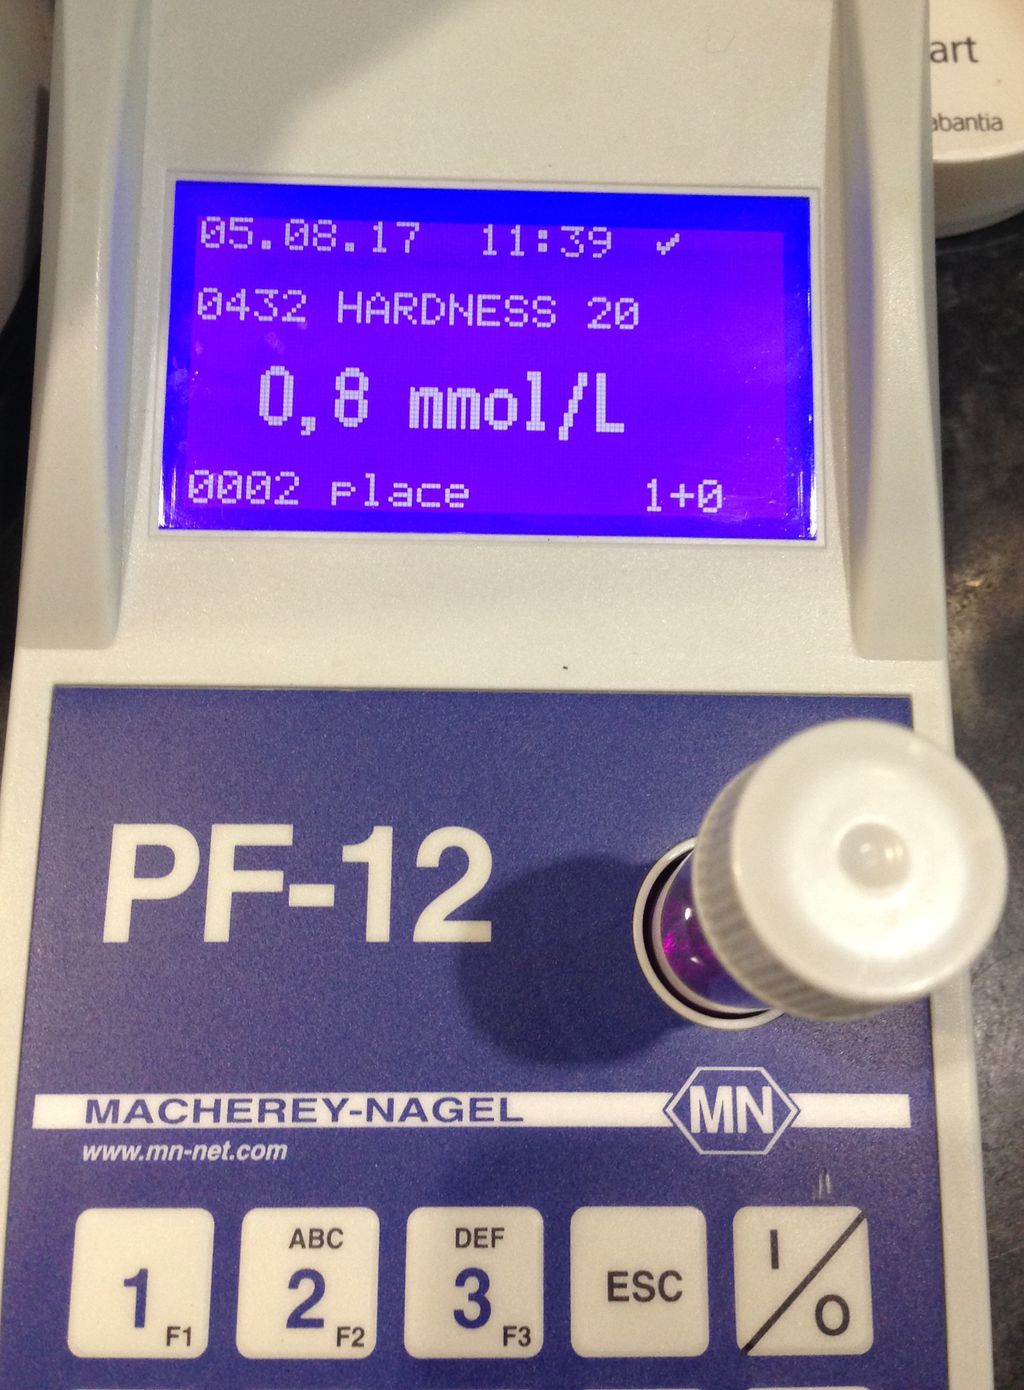 art
abantia
05.08.17 11:39 ✓
0432 HARDNESS 20
0,8 mmol/L
0002 place 1+0
PF-12
MACHEREY-NAGEL MN
www.mn-net.com
1 F1
ABC 2 F2
DEF 3 F3
ESC
I/O